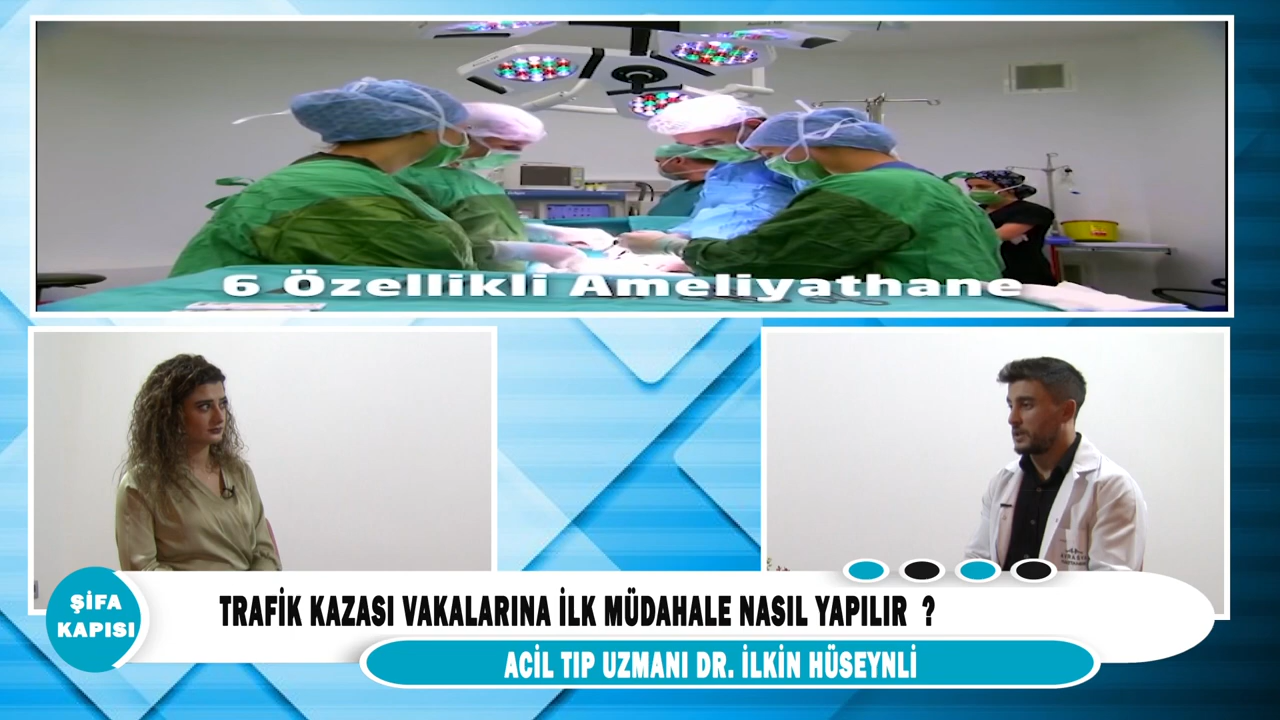 6 Özellikli Ameliyathane
ŞİFA
KAPISI
TRAFİK KAZASI VAKALARINA İLK MÜDAHALE NASIL YAPILIR ?
ACİL TIP UZMANI DR. İLKİN HÜSEYNLİ